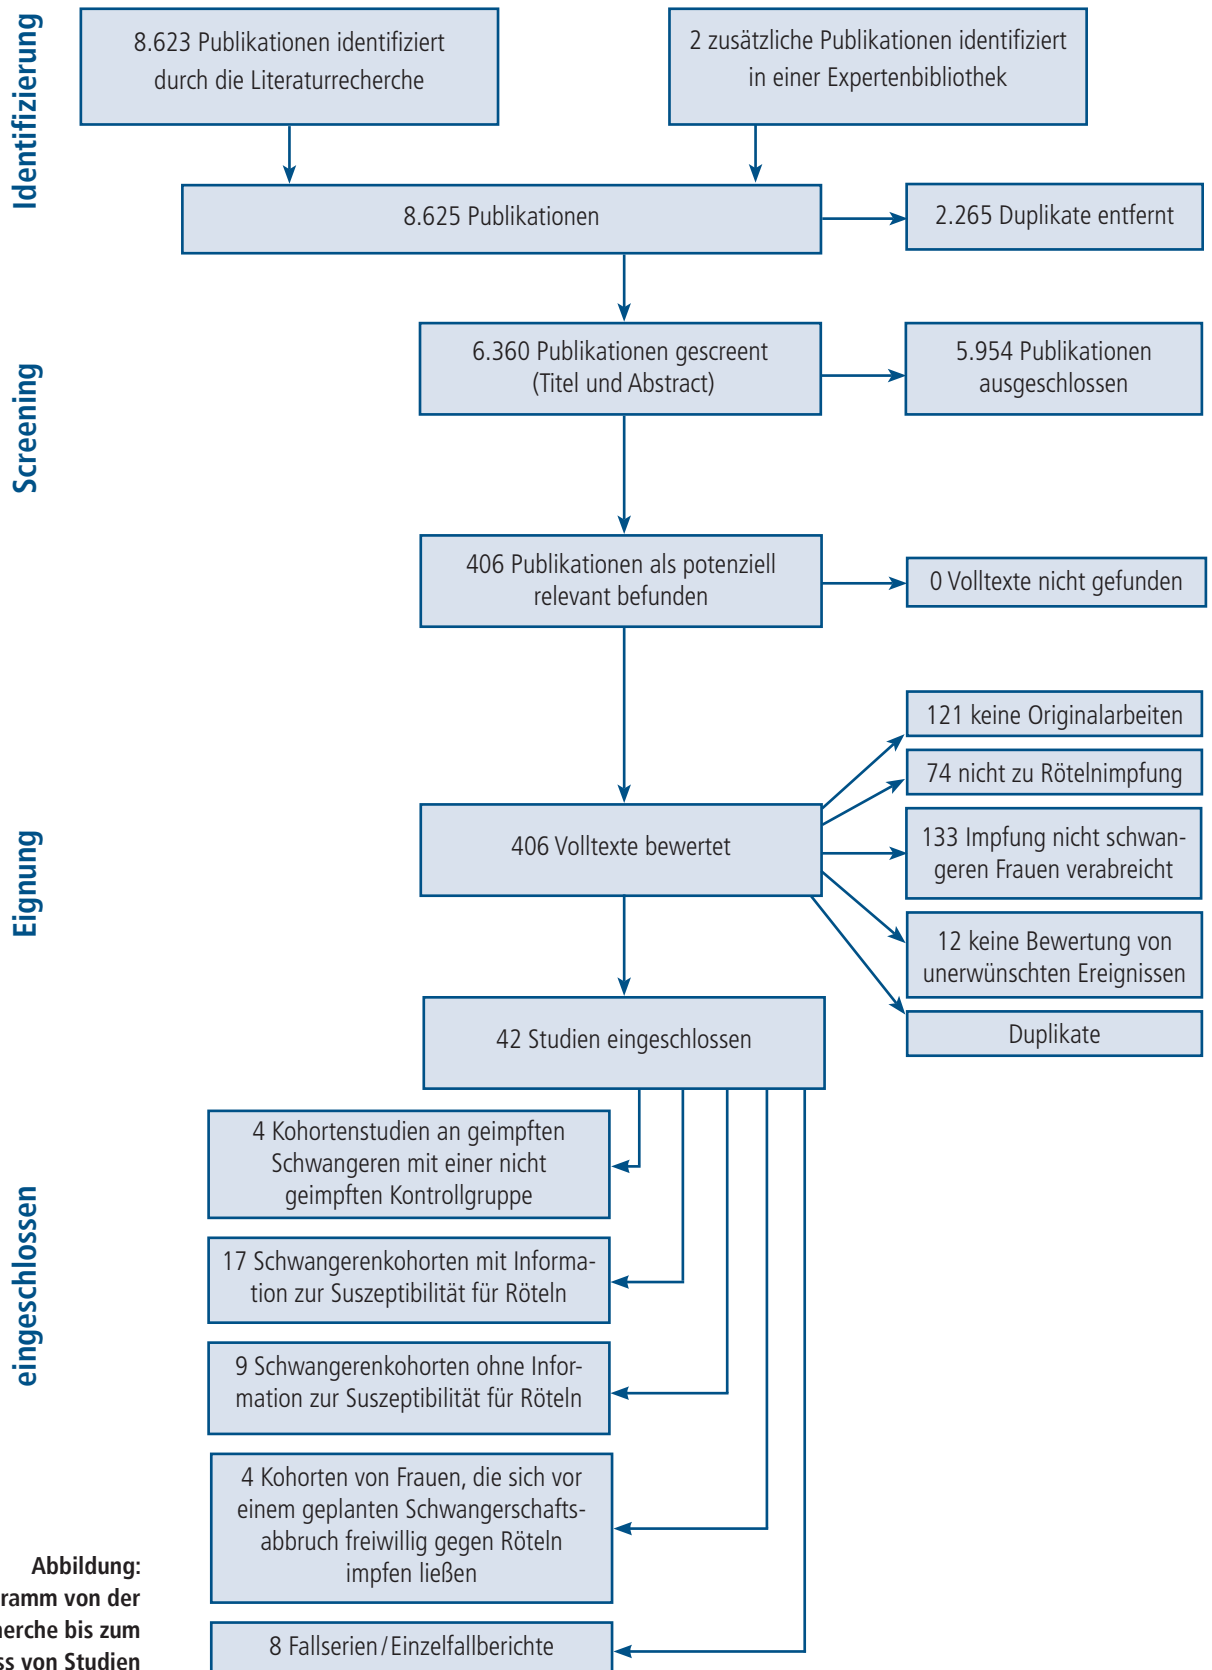 Identifizierung
8.623 Publikationen identifiziert
durch die Literaturrecherche
2 zusätzliche Publikationen identifiziert
in einer Expertenbibliothek
8.625 Publikationen
2.265 Duplikate entfernt
Screening
6.360 Publikationen gescreent
(Titel und Abstract)
5.954 Publikationen
ausgeschlossen
406 Publikationen als potenziell
relevant befunden
0 Volltexte nicht gefunden
Eignung
406 Volltexte bewertet
121 keine Originalarbeiten
74 nicht zu Rötelnimpfung
133 Impfung nicht schwan-
geren Frauen verabreicht
12 keine Bewertung von
unerwünschten Ereignissen
Duplikate
42 Studien eingeschlossen
eingeschlossen
4 Kohortenstudien an geimpften
Schwangeren mit einer nicht
geimpften Kontrollgruppe
17 Schwangerenkohorten mit Informa-
tion zur Suszeptibilität für Röteln
9 Schwangerenkohorten ohne Infor-
mation zur Suszeptibilität für Röteln
4 Kohorten von Frauen, die sich vor
einem geplanten Schwangerschafts-
abbruch freiwillig gegen Röteln
impfen ließen
8 Fallserien/Einzelfallberichte
Abbildung:
von der
bis zum
von Studien